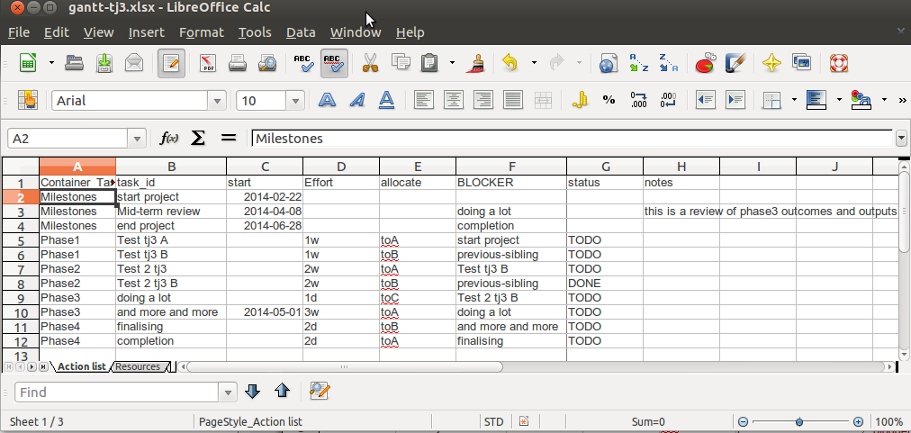 gantt-tj3.xlsx - LibreOffice Calc
File Edit View Insert Format Tools Data Window Help
Arial 10
A2 f(x) Σ = Milestones
A B C D E F G H I J
1 Container_Ta task_id start Effort allocate BLOCKER status notes
2 Milestones start project 2014-02-22
3 Milestones Mid-term review 2014-04-08 doing a lot this is a review of phase3 outcomes and outputs
4 Milestones end project 2014-06-28 completion
5 Phase1 Test tj3 A 1w toA start project TODO
6 Phase1 Test tj3 B 1w toB previous-sibling TODO
7 Phase2 Test 2 tj3 2w toA Test tj3 B TODO
8 Phase2 Test 2 tj3 B 2w toB previous-sibling DONE
9 Phase3 doing a lot 1d toC Test 2 tj3 B TODO
10 Phase3 and more and more 2014-05-01 3w toA doing a lot TODO
11 Phase4 finalising 2d toB and more and more TODO
12 Phase4 completion 2d toA finalising TODO
13
Action list Resources
Find
Sheet 1 / 3 PageStyle_Action list STD Sum=0 100%